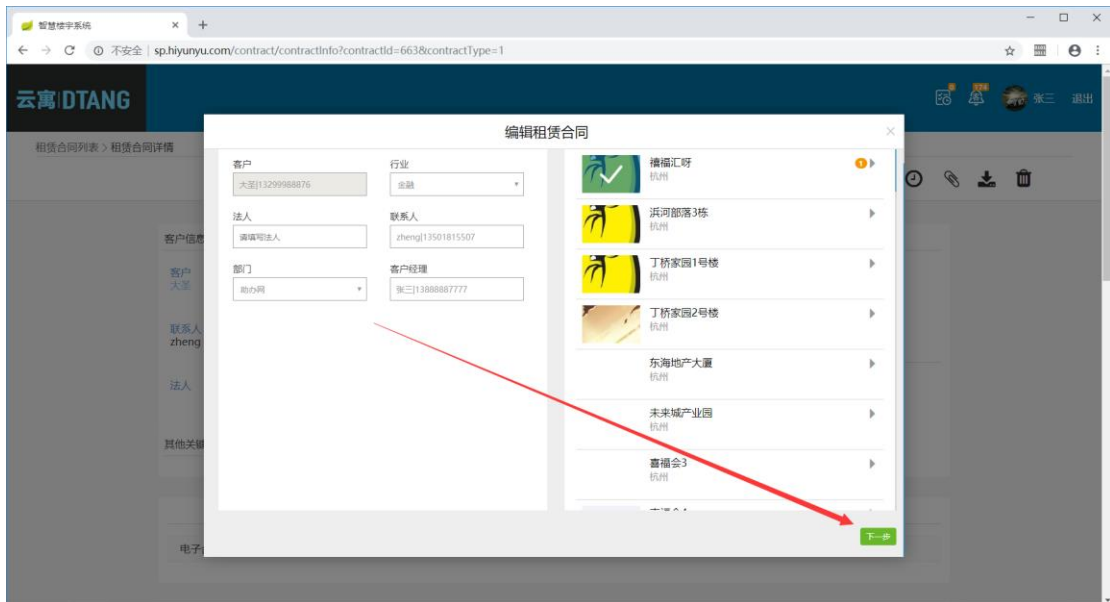 智慧楼宇系统
不安全 | sp.hiyunyu.com/contract/contractInfo?contractId=663&contractType=1
云寓|DTANG
张三 退出
租赁合同列表 > 租赁合同详情
编辑租赁合同
客户 行业
大圣|13299988876 金融
法人 联系人
请填写法人 zheng|13501815507
部门 客户经理
助办网 张三|13888887777
禧福汇呀 1
杭州
浜河部落3栋
杭州
丁桥家园1号楼
杭州
丁桥家园2号楼
杭州
东海地产大厦
杭州
未来城产业园
杭州
喜福会3
杭州
下一步
客户信息
客户
大圣
联系人
zheng
法人
其他关键
电子